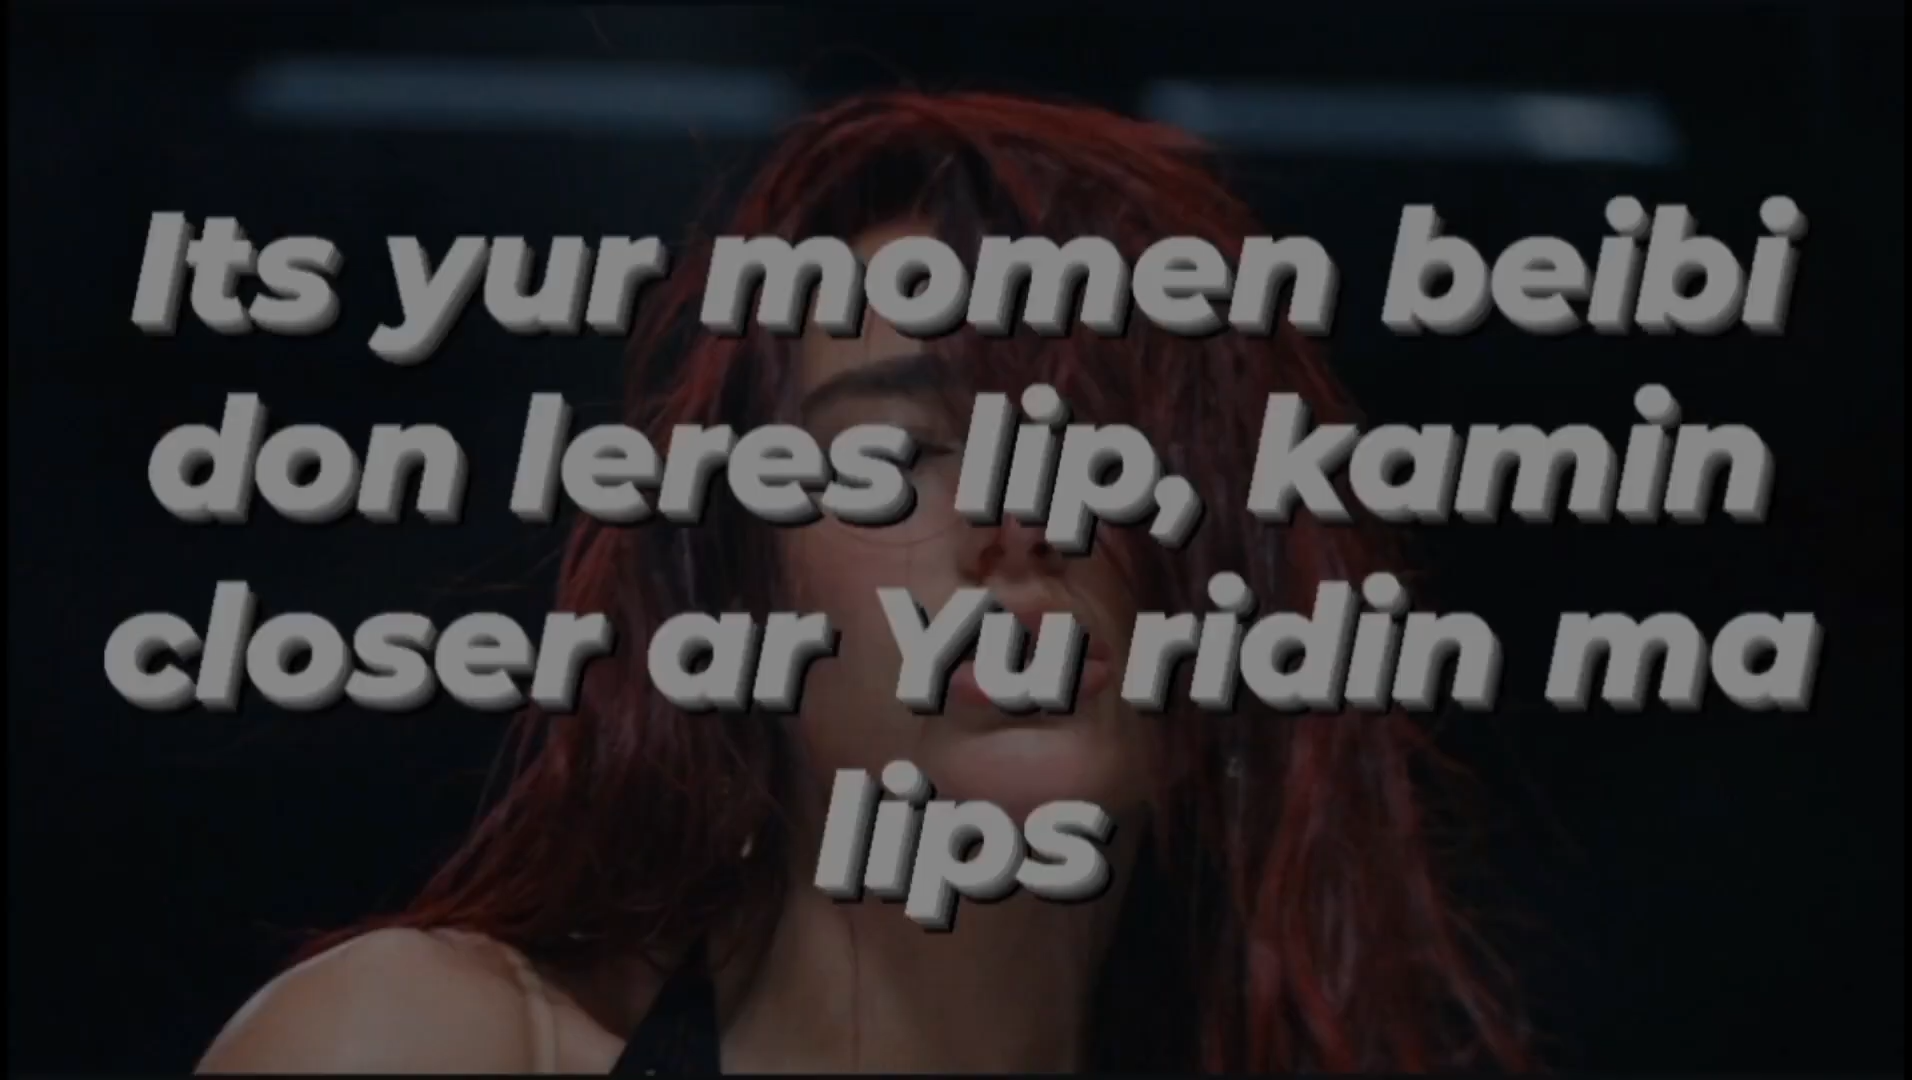 Its yur momen beibi
don leres lip, kamin
closer ar Yu ridin ma
lips